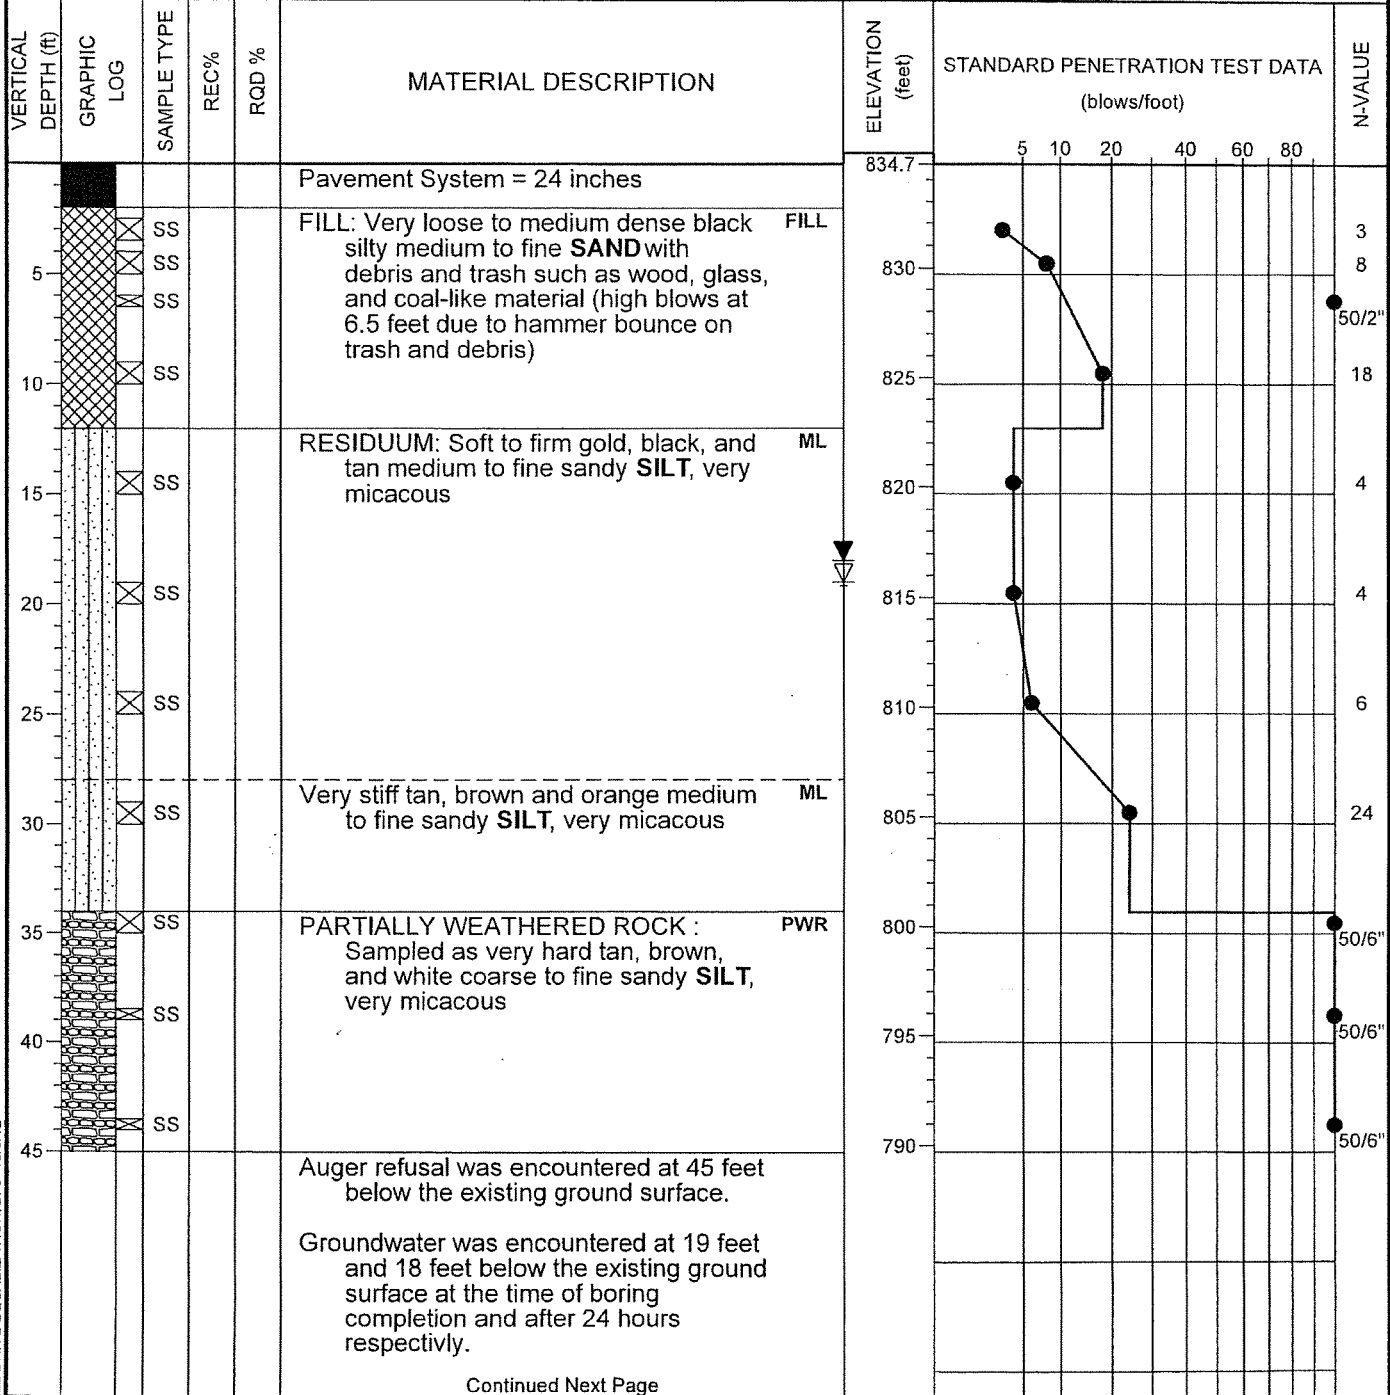 VERTICAL DEPTH (ft)
GRAPHIC LOG
SAMPLE TYPE
REC%
RQD %
MATERIAL DESCRIPTION
ELEVATION (feet)
STANDARD PENETRATION TEST DATA
(blows/foot)
N-VALUE
5 10 20 40 60 80
834.7
Pavement System = 24 inches
SS FILL: Very loose to medium dense black FILL 3
silty medium to fine SAND with
SS debris and trash such as wood, glass, 8
5 830
SS and coal-like material (high blows at
6.5 feet due to hammer bounce on 50/2"
trash and debris)
SS 825 18
10
RESIDUUM: Soft to firm gold, black, and ML
tan medium to fine sandy SILT, very
SS 4
15 micacous 820
SS 4
20 815
SS 6
25 810
Very stiff tan, brown and orange medium ML
SS 24
30 to fine sandy SILT, very micacous 805
SS PARTIALLY WEATHERED ROCK : PWR
35 Sampled as very hard tan, brown, 800 50/6"
and white coarse to fine sandy SILT,
very micacous
SS
40 795 50/6"
SS
45 790 50/6"
Auger refusal was encountered at 45 feet
below the existing ground surface.
Groundwater was encountered at 19 feet
and 18 feet below the existing ground
surface at the time of boring
completion and after 24 hours
respectivly.
Continued Next Page